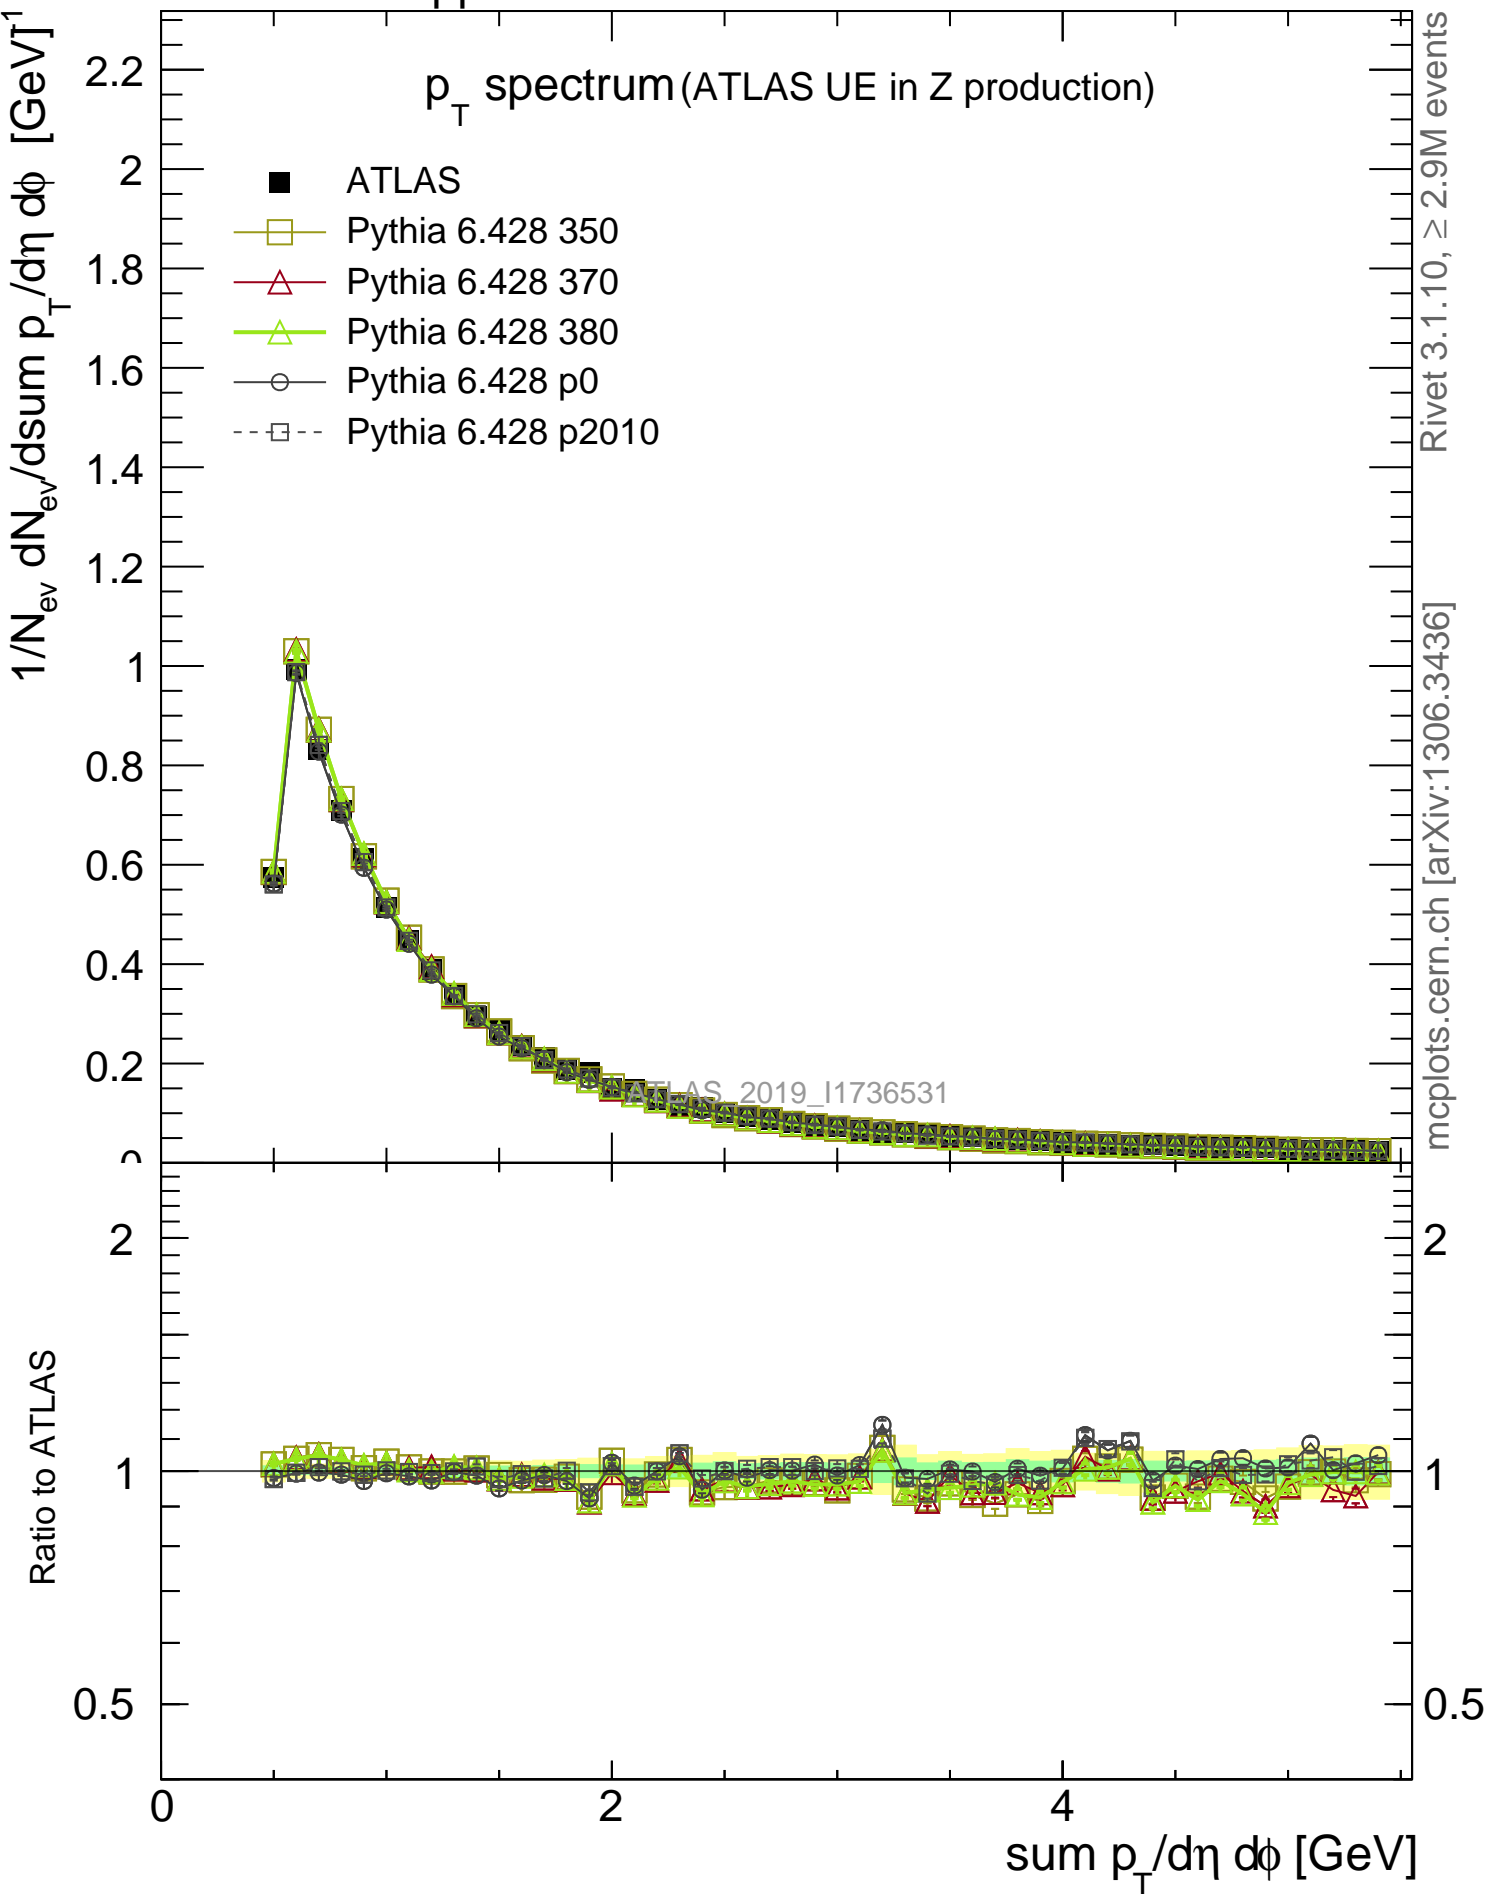 p_T spectrum (ATLAS UE in Z production)
1/N_ev dN_ev/dsum p_T/dη dϕ [GeV]^-1
2.2
2
1.8
1.6
1.4
1.2
1
0.8
0.6
0.4
0.2
0
ATLAS
Pythia 6.428 350
Pythia 6.428 370
Pythia 6.428 380
Pythia 6.428 p0
Pythia 6.428 p2010
ATLAS_2019_I1736531
Rivet 3.1.10, ≥ 2.9M events
mcplots.cern.ch [arXiv:1306.3436]
Ratio to ATLAS
2
1
0.5
2
1
0.5
0
2
4
sum p_T/dη dϕ [GeV]